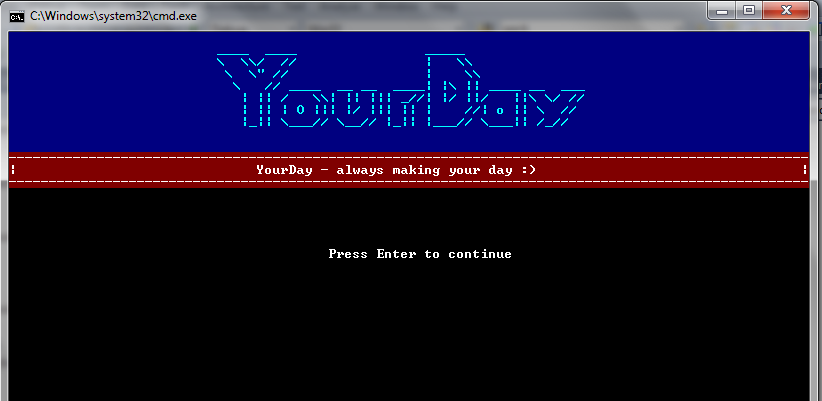 C:\Windows\system32\cmd.exe
YourDay
YourDay - always making your day :)
Press Enter to continue